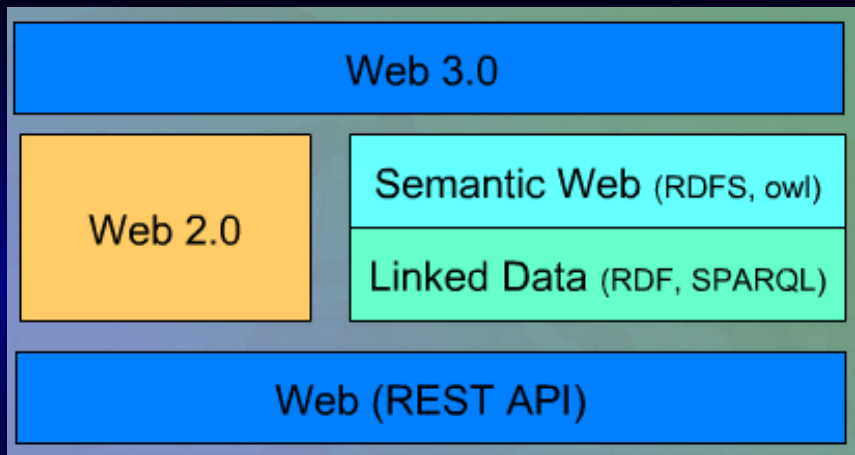 Web 3.0
Web 2.0
Semantic Web (RDFS, owl)
Linked Data (RDF, SPARQL)
Web (REST API)